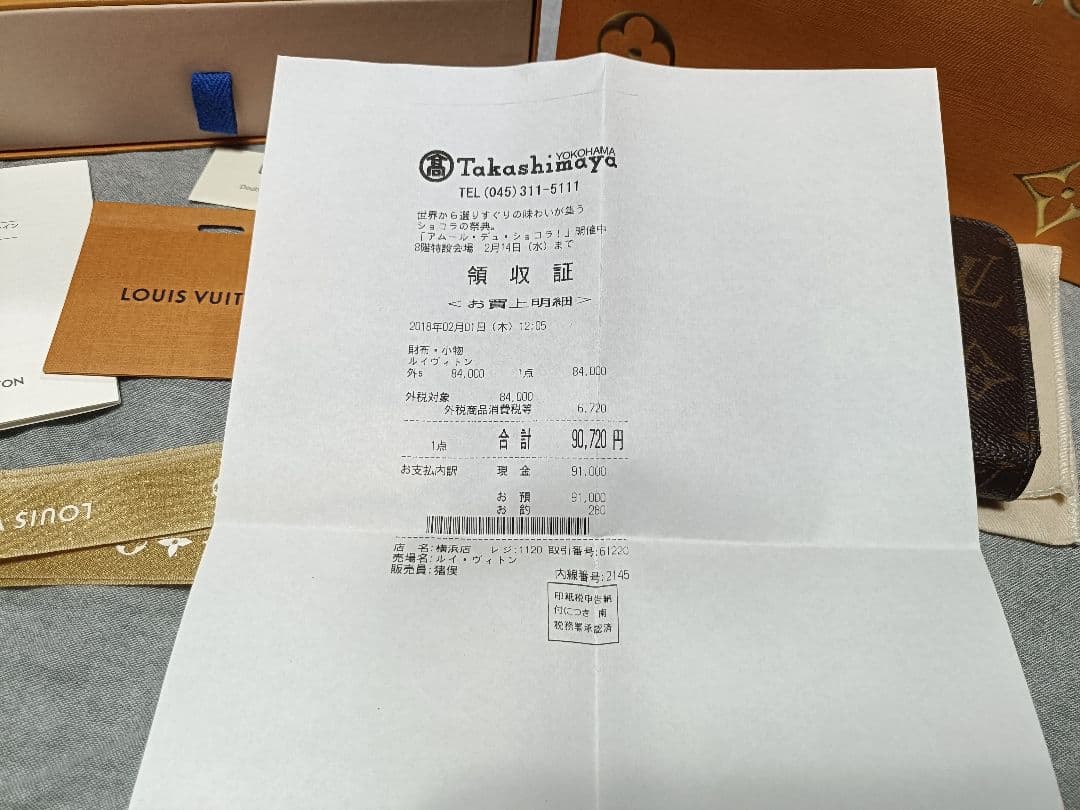 髙 Takashimaya YOKOHAMA
TEL (045)311-5111
世界から選りすぐりの味わいが集う
ショコラの祭典。
「アムール・デュ・ショコラ!」開催中
8階特設会場 2月14日(水)まで
領収証
<お買上明細>
2018年02月01日(木) 12:05
財布・小物
ルイヴィトン
外s 84,000 1点 84,000
外税対象 84,000
外税商品消費税等 6,720
1点 合計 90,720円
お支払内訳 現金 91,000
お預 91,000
お釣 280
店名:横浜店 レジ:1120 取引番号:61220
売場名:ルイ・ヴィトン
販売員:猪俣
内線番号:2145
印紙税申告納
付につき 南
税務署承認済
LOUIS VUIT
TON
LOUIS V